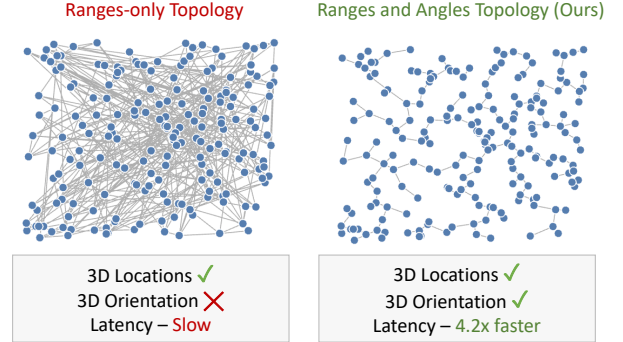 Ranges-only Topology
Ranges and Angles Topology (Ours)
3D Locations ✓
3D Orientation ✗
Latency – Slow
3D Locations ✓
3D Orientation ✓
Latency – 4.2x faster